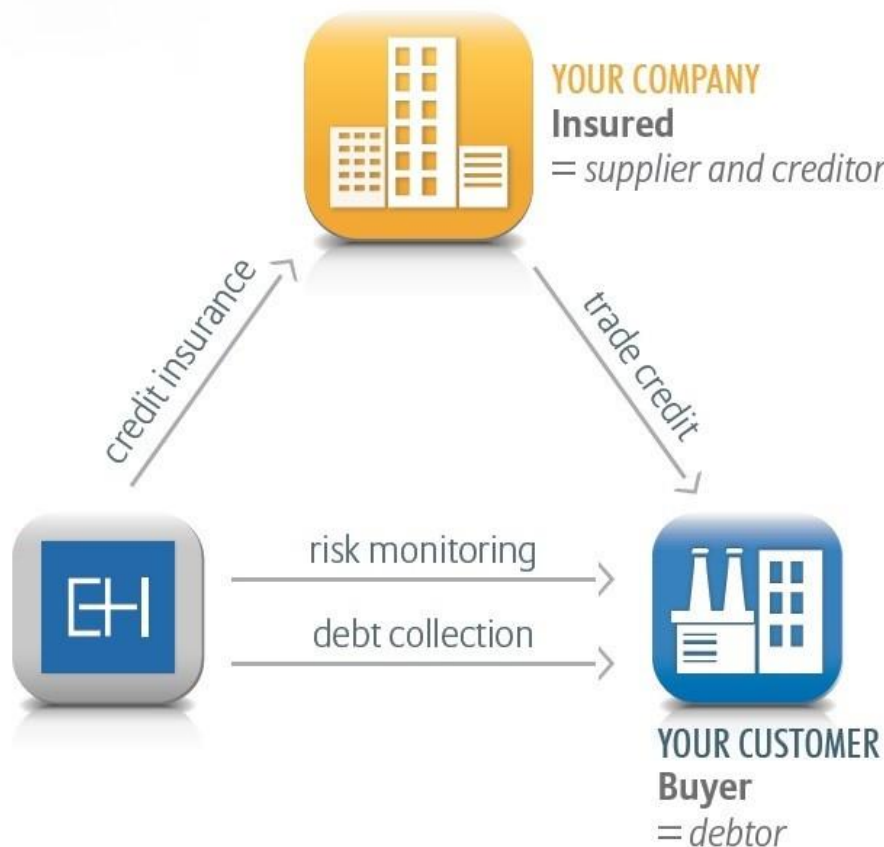 YOUR COMPANY
Insured
= supplier and creditor
credit insurance
trade credit
risk monitoring
debt collection
EH
YOUR CUSTOMER
Buyer
= debtor